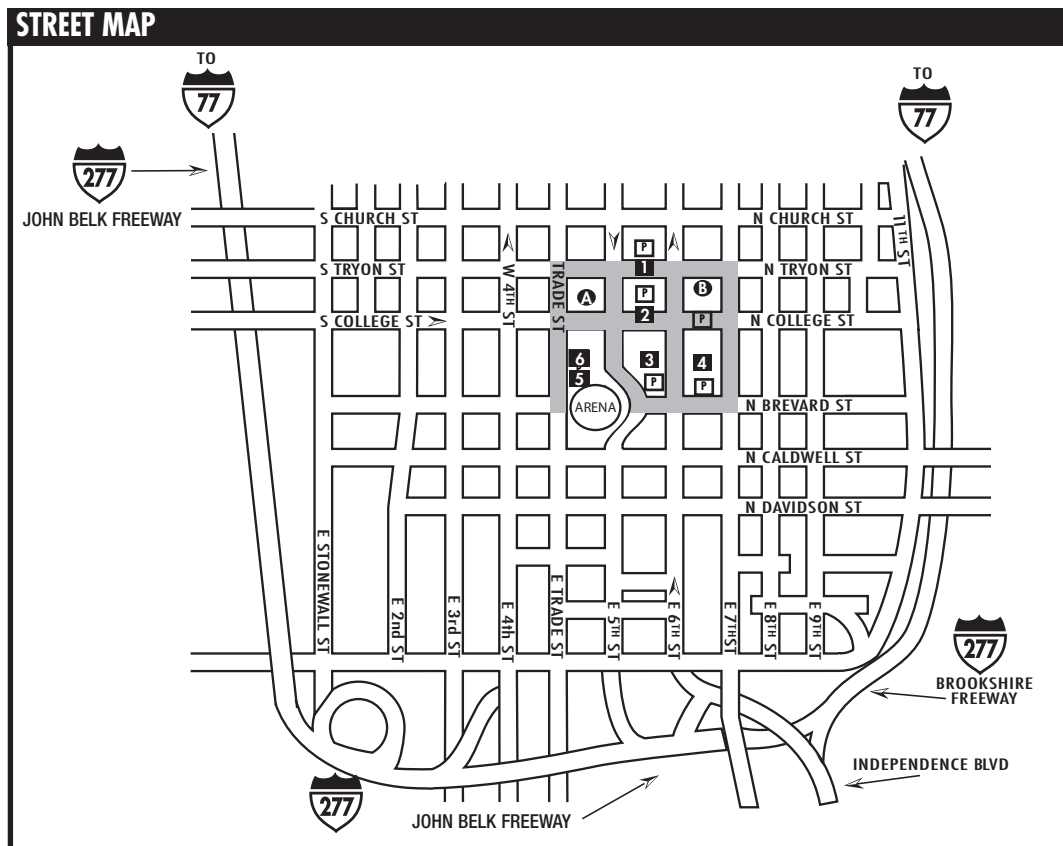 STREET MAP
TO
77
TO
77
277
JOHN BELK FREEWAY
S CHURCH ST
N CHURCH ST
11TH ST
P
1
S TRYON ST
W 4TH ST
TRADE ST
N TRYON ST
A
P
B
2
P
S COLLEGE ST
N COLLEGE ST
6
3
4
5
P
P
ARENA
N BREVARD ST
N CALDWELL ST
N DAVIDSON ST
E STONEWALL ST
E 2nd ST
E 3rd ST
E 4th ST
E TRADE ST
E 5TH ST
E 6TH ST
E 7TH ST
E 8TH ST
E 9TH ST
277
BROOKSHIRE
FREEWAY
INDEPENDENCE BLVD
277
JOHN BELK FREEWAY